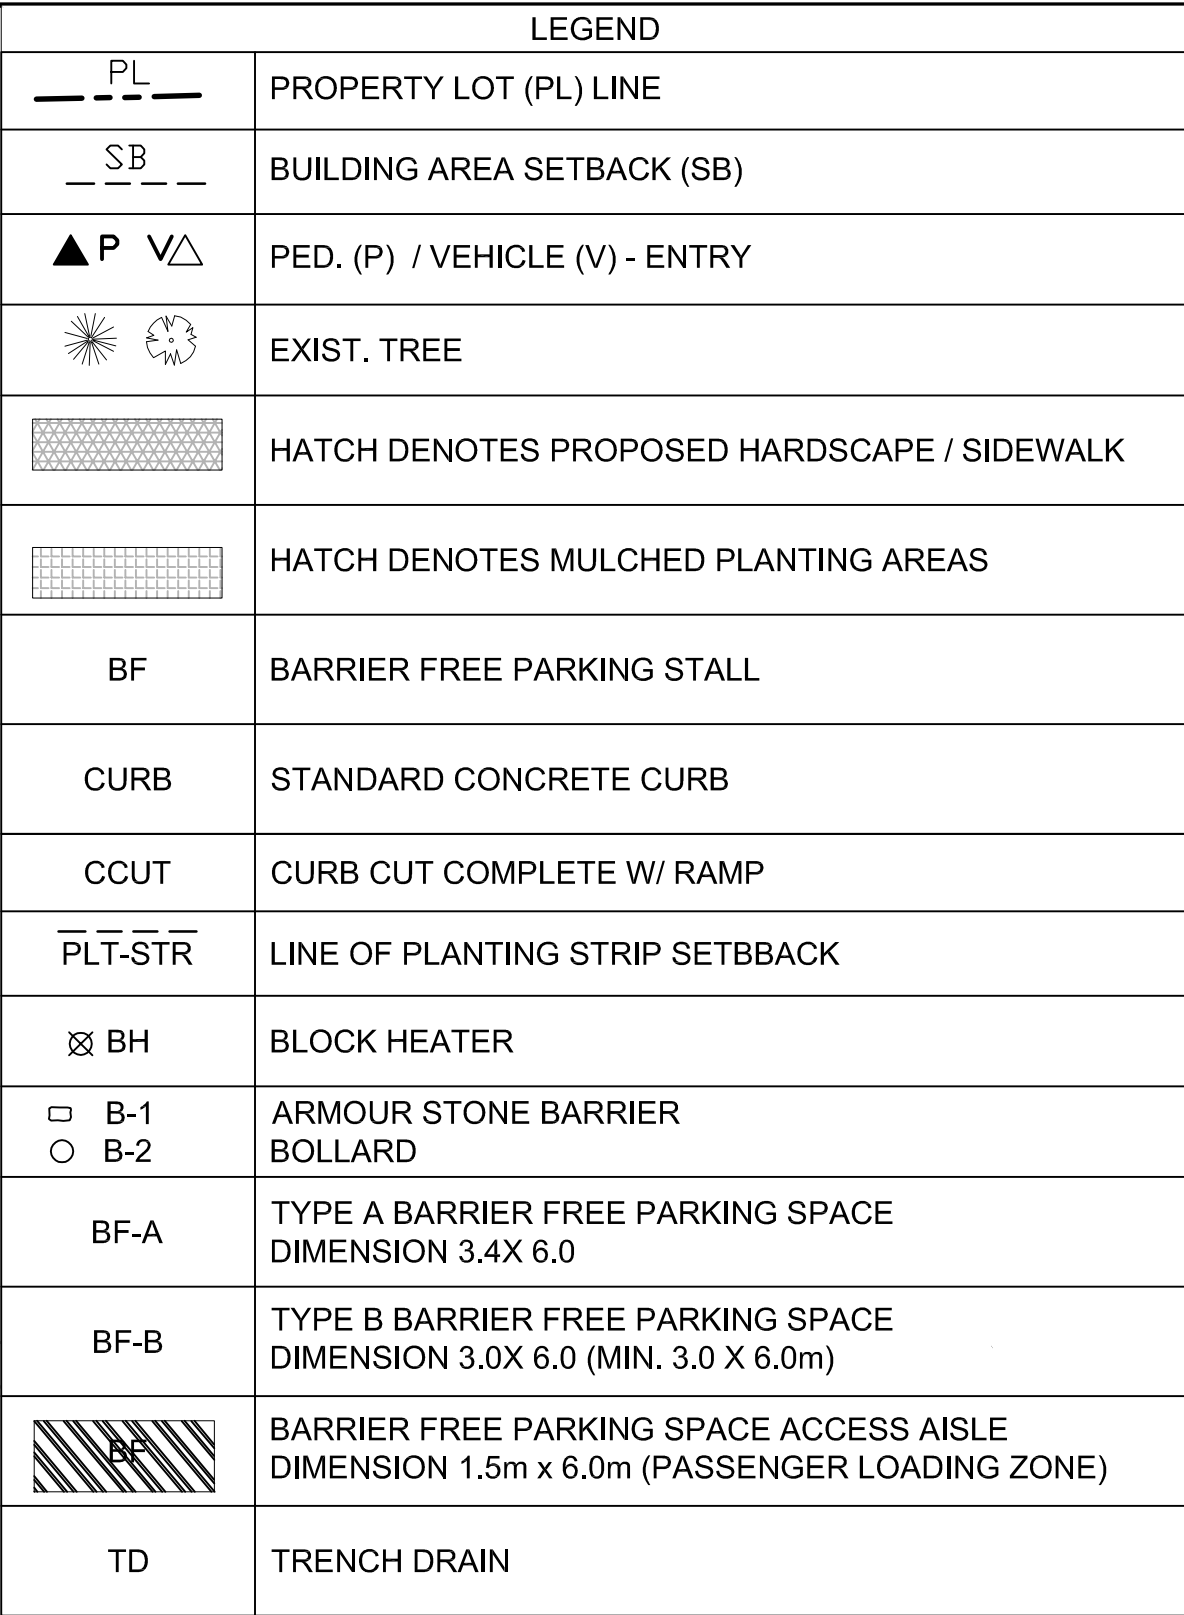 LEGEND
PL PROPERTY LOT (PL) LINE
SB BUILDING AREA SETBACK (SB)
P V PED. (P) / VEHICLE (V) - ENTRY
EXIST. TREE
HATCH DENOTES PROPOSED HARDSCAPE / SIDEWALK
HATCH DENOTES MULCHED PLANTING AREAS
BF BARRIER FREE PARKING STALL
CURB STANDARD CONCRETE CURB
CCUT CURB CUT COMPLETE W/ RAMP
PLT-STR LINE OF PLANTING STRIP SETBBACK
BH BLOCK HEATER
B-1 ARMOUR STONE BARRIER
B-2 BOLLARD
BF-A TYPE A BARRIER FREE PARKING SPACE
DIMENSION 3.4X 6.0
BF-B TYPE B BARRIER FREE PARKING SPACE
DIMENSION 3.0X 6.0 (MIN. 3.0 X 6.0m)
BF BARRIER FREE PARKING SPACE ACCESS AISLE
DIMENSION 1.5m x 6.0m (PASSENGER LOADING ZONE)
TD TRENCH DRAIN